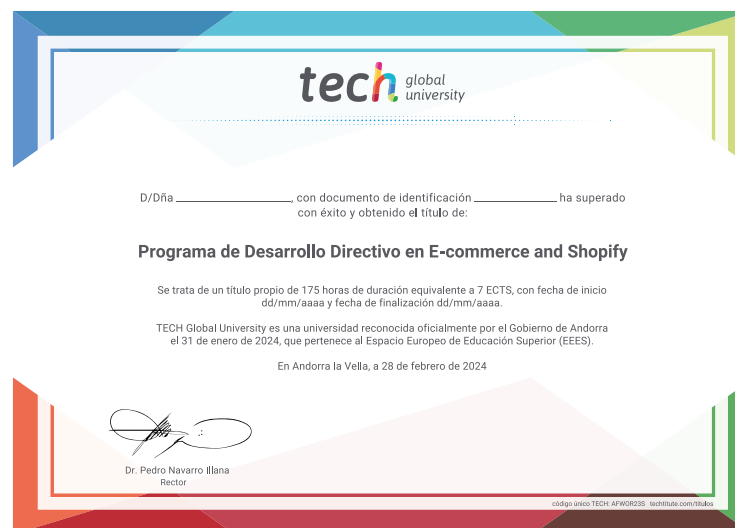 tech global university
D/Dña ______________, con documento de identificación __________ ha superado
con éxito y obtenido el título de:
Programa de Desarrollo Directivo en E-commerce and Shopify
Se trata de un título propio de 175 horas de duración equivalente a 7 ECTS, con fecha de inicio
dd/mm/aaaa y fecha de finalización dd/mm/aaaa.
TECH Global University es una universidad reconocida oficialmente por el Gobierno de Andorra
el 31 de enero de 2024, que pertenece al Espacio Europeo de Educación Superior (EEES).
En Andorra la Vella, a 28 de febrero de 2024
Dr. Pedro Navarro Illana
Rector
código único TECH: AFWOR23S techtitute.com/titulos